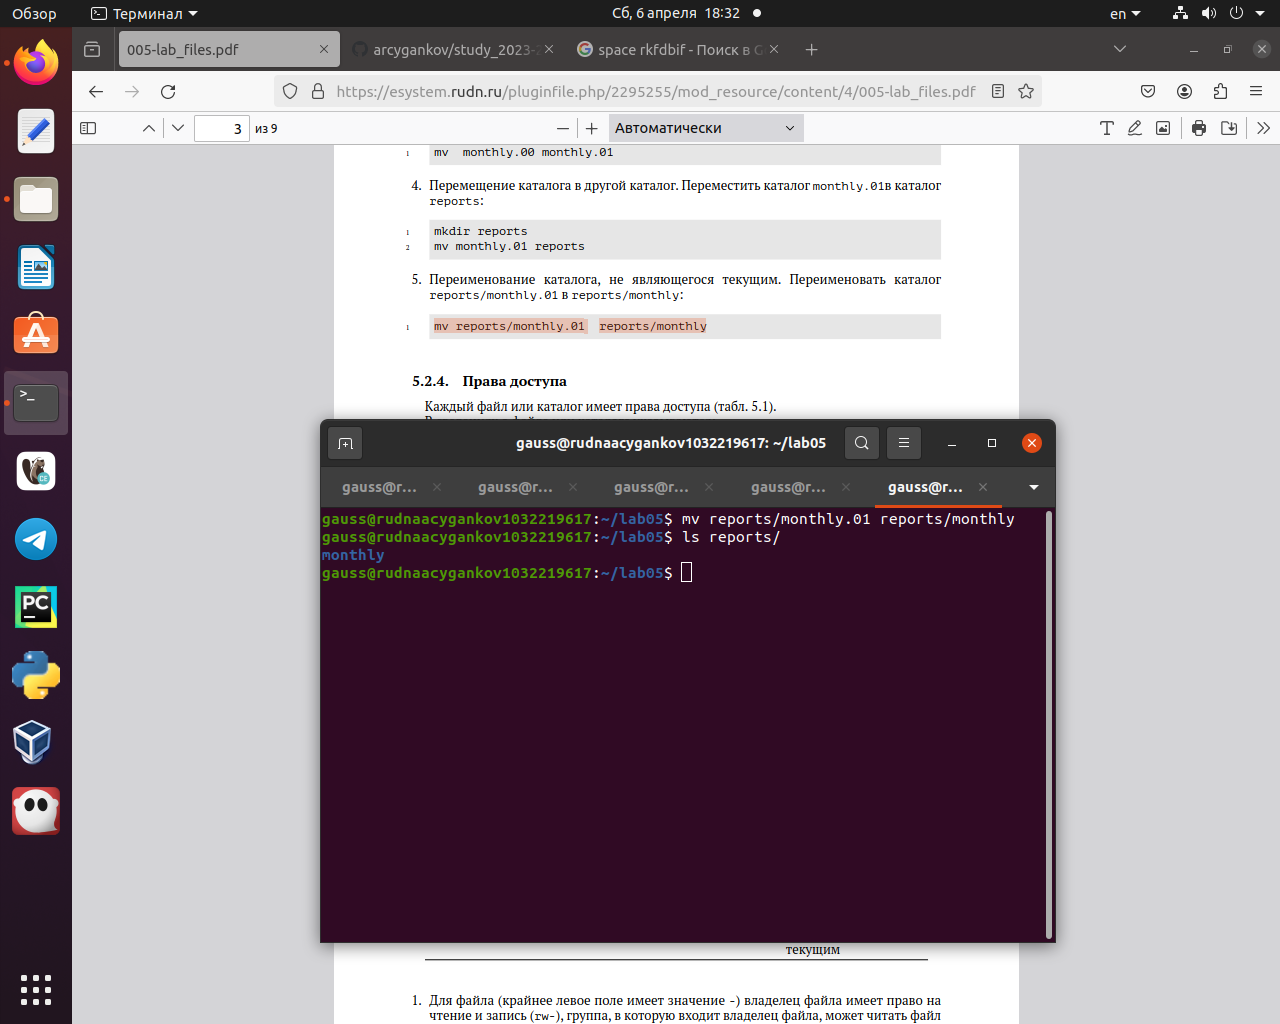 Обзор
Терминал
Сб, 6 апреля 18:32
en
005-lab_files.pdf
arcygankov/study_2023-2
space rkfdbif - Поиск в G
https://esystem.rudn.ru/pluginfile.php/2295255/mod_resource/content/4/005-lab_files.pdf
3
из 9
Автоматически
1 mv monthly.00 monthly.01
4. Перемещение каталога в другой каталог. Переместить каталог monthly.01в каталог
reports:
1 mkdir reports
2 mv monthly.01 reports
5. Переименование каталога, не являющегося текущим. Переименовать каталог
reports/monthly.01 в reports/monthly:
1 mv reports/monthly.01 reports/monthly
5.2.4. Права доступа
Каждый файл или каталог имеет права доступа (табл. 5.1).
gauss@rudnaacygankov1032219617: ~/lab05
gauss@r...
gauss@r...
gauss@r...
gauss@r...
gauss@r...
gauss@rudnaacygankov1032219617:~/lab05$ mv reports/monthly.01 reports/monthly
gauss@rudnaacygankov1032219617:~/lab05$ ls reports/
monthly
gauss@rudnaacygankov1032219617:~/lab05$
текущим
1. Для файла (крайнее левое поле имеет значение -) владелец файла имеет право на
чтение и запись (rw-), группа, в которую входит владелец файла, может читать файл
PC
CE
>_